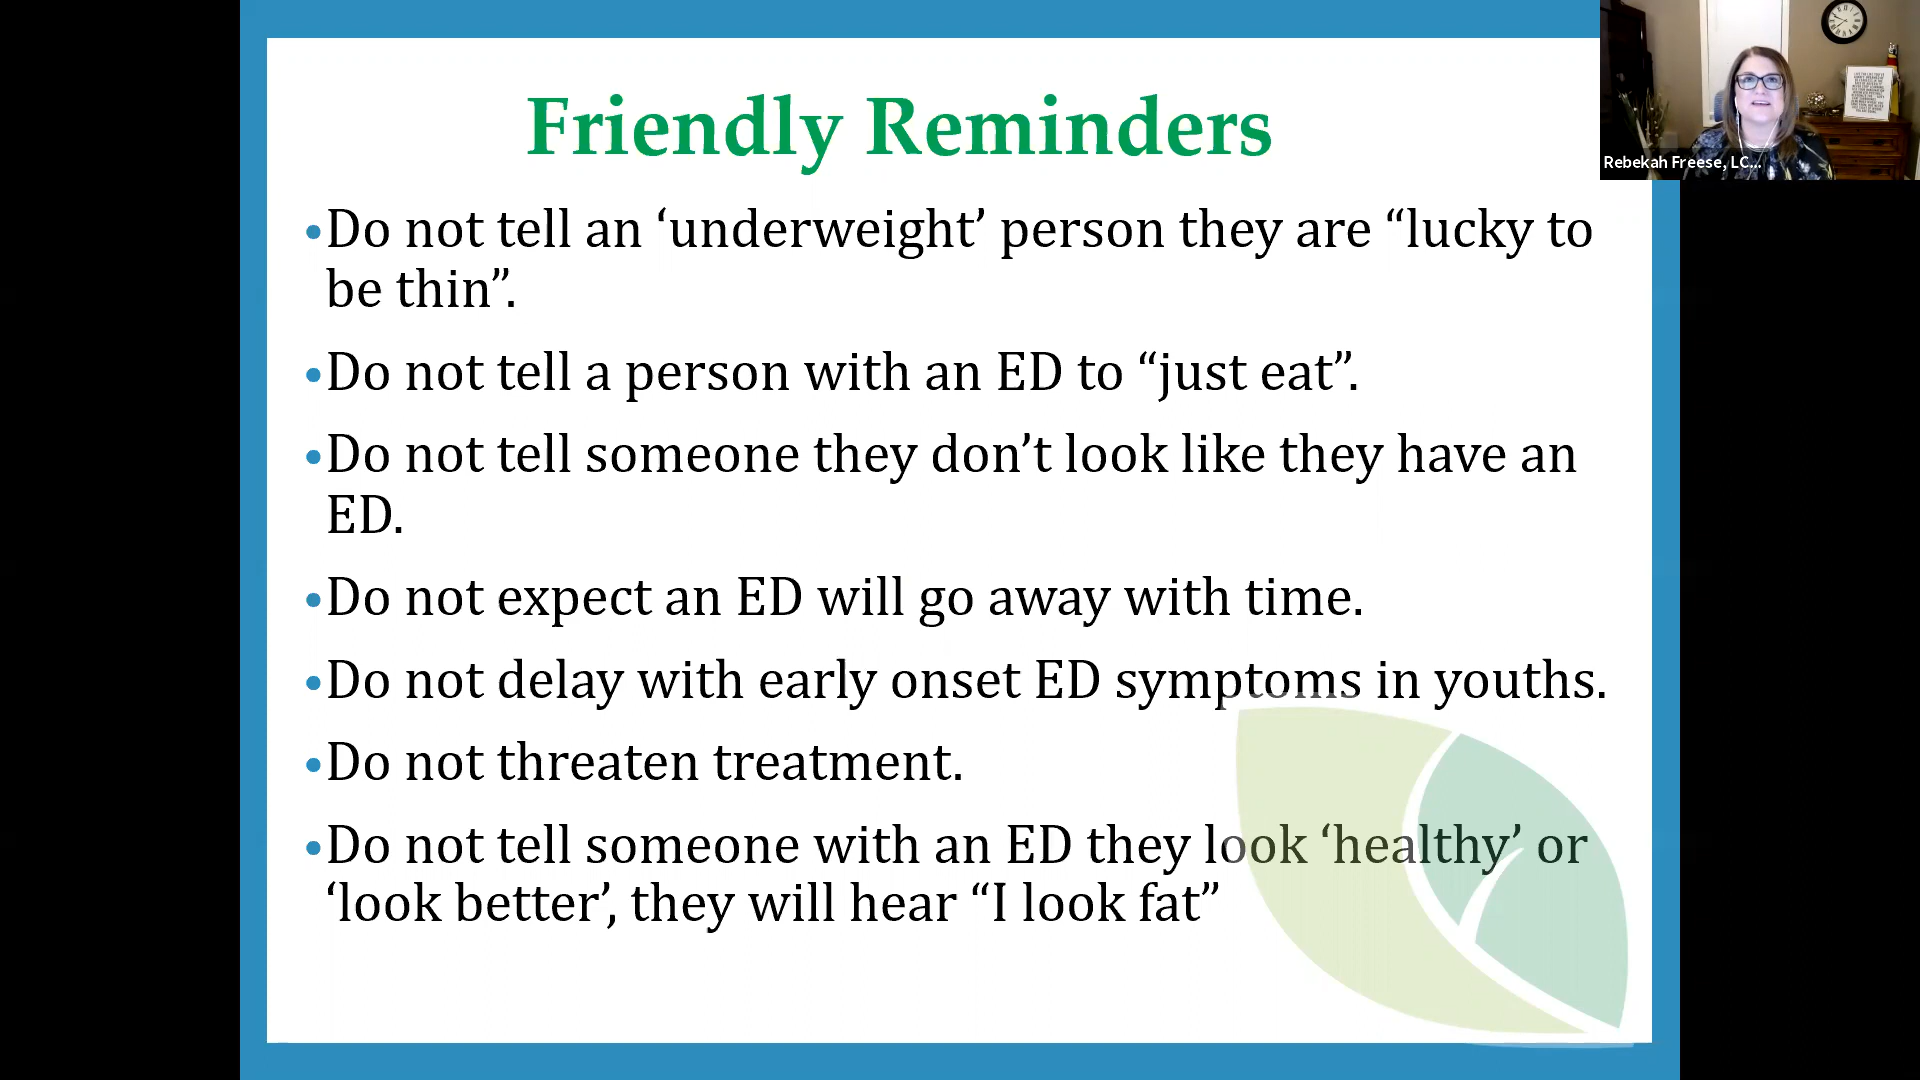 Friendly Reminders
Rebekah Freese, LC...
•Do not tell an ‘underweight’ person they are “lucky to
be thin”.
•Do not tell a person with an ED to “just eat”.
•Do not tell someone they don’t look like they have an
ED.
•Do not expect an ED will go away with time.
•Do not delay with early onset ED symptoms in youths.
•Do not threaten treatment.
•Do not tell someone with an ED they look ‘healthy’ or
‘look better’, they will hear “I look fat”